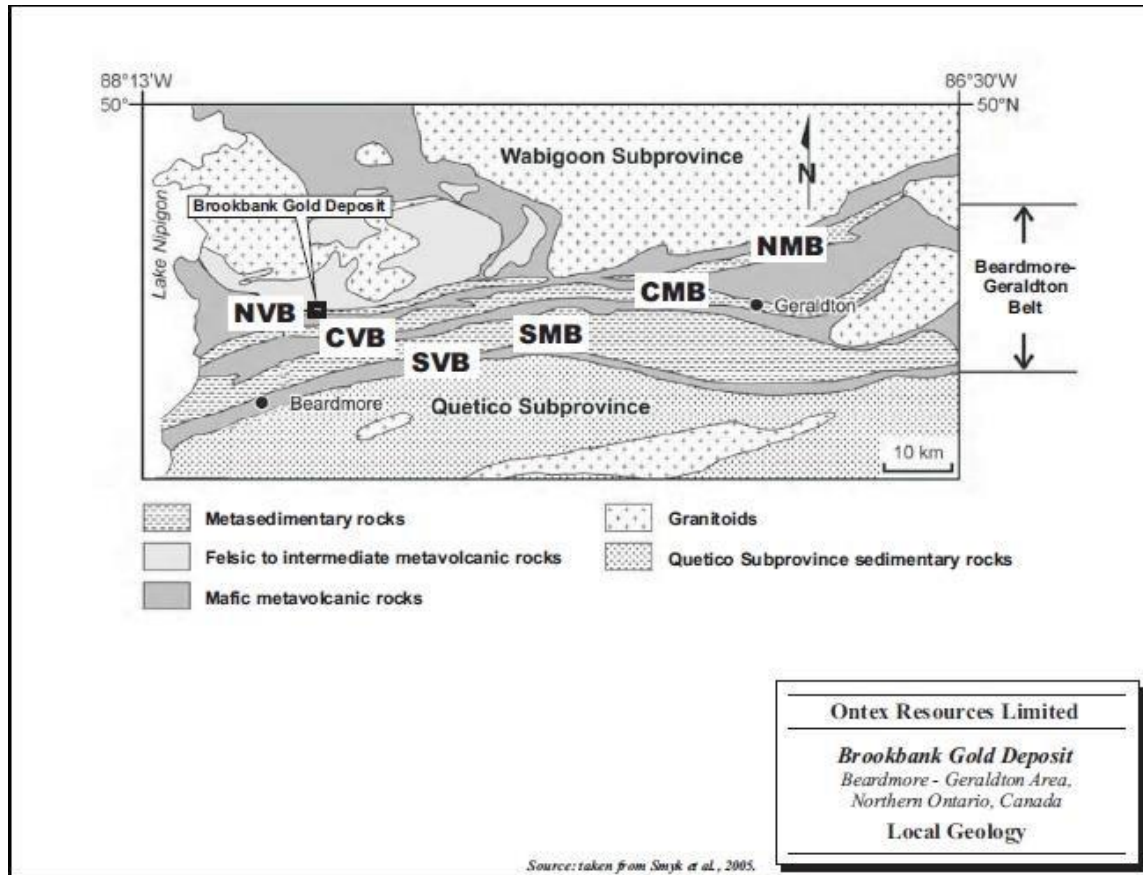 88°13'W
86°30'W
50°
50°N
Wabigoon Subprovince
N
Brookbank Gold Deposit
Lake Nipigon
NMB
Beardmore-
Geraldton
Belt
CMB
Geraldton
NVB
CVB
SMB
SVB
Beardmore
Quetico Subprovince
10 km
Metasedimentary rocks
Felsic to intermediate metavolcanic rocks
Mafic metavolcanic rocks
Granitoids
Quetico Subprovince sedimentary rocks
Ontex Resources Limited
Brookbank Gold Deposit
Beardmore - Geraldton Area,
Northern Ontario, Canada
Local Geology
Source: taken from Smyk et al., 2005.